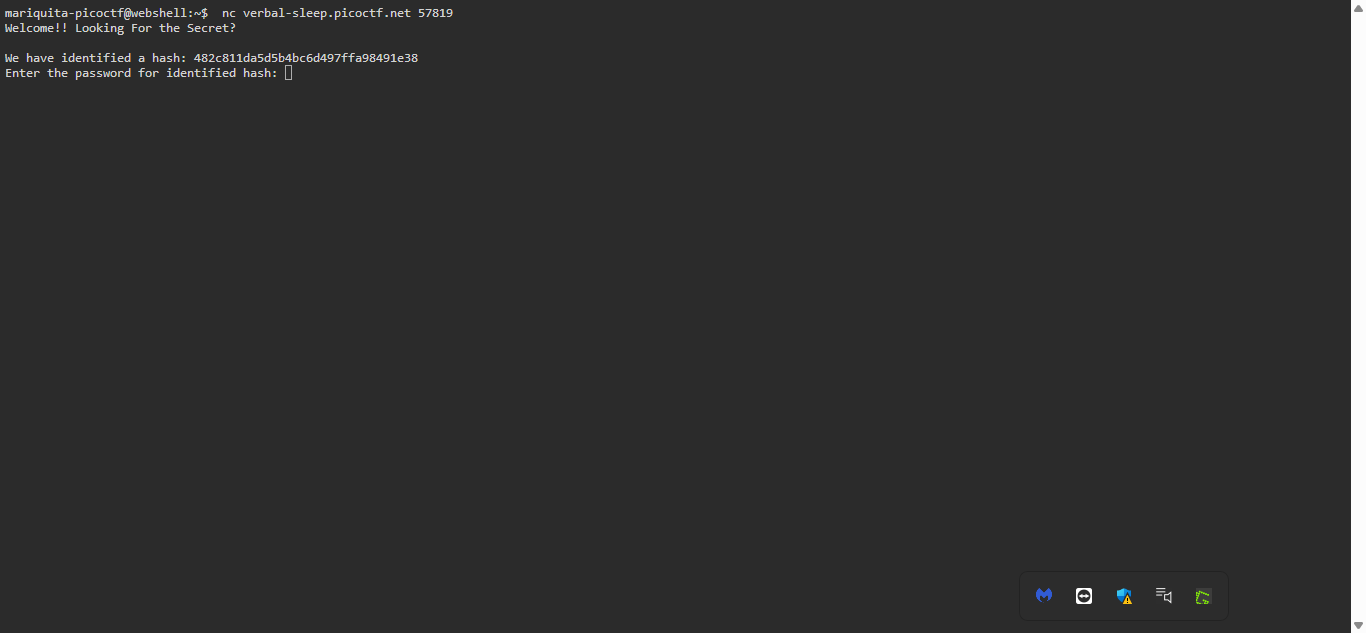 mariquita-picoctf@webshell:~$  nc verbal-sleep.picoctf.net 57819
Welcome!! Looking For the Secret?
We have identified a hash: 482c811da5d5b4bc6d497ffa98491e38
Enter the password for identified hash: